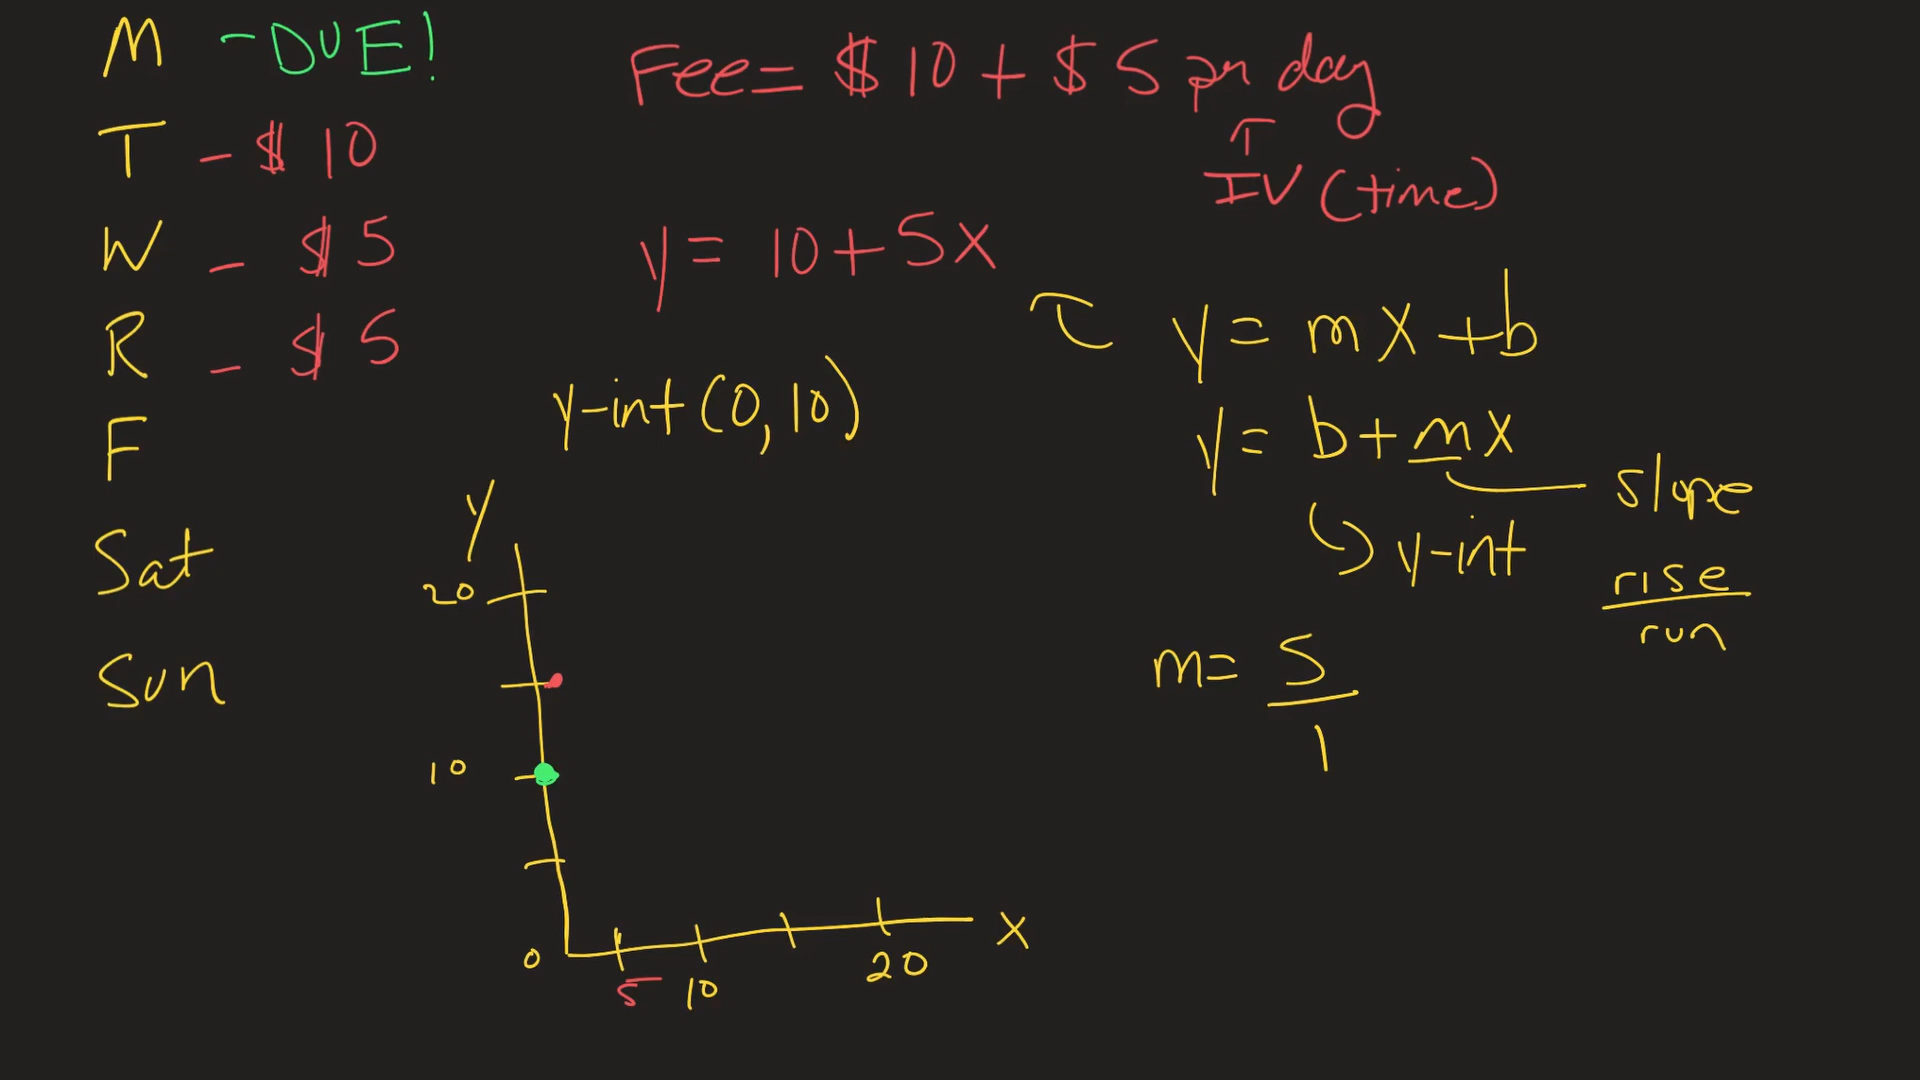 M - DUE!
T - $ 10
W - $ 5
R - $ 5
F
Sat
Sun
Fee = $ 10 + $ 5 per day
IV (time)
y = 10 + 5x
y = mx + b
y = b + mx
slope
rise
run
y-int
y-int (0, 10)
m = 5
1
y
20
10
0
5
10
20
x